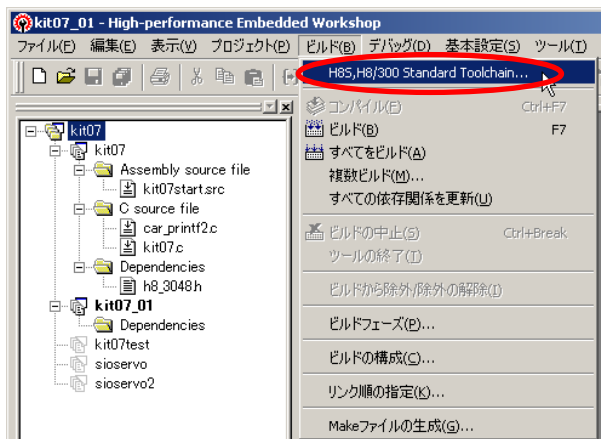 kit07_01 - High-performance Embedded Workshop
ファイル(F) 編集(E) 表示(V) プロジェクト(P) ビルド(B) デバッグ(D) 基本設定(S) ツール(T)
H8S,H8/300 Standard Toolchain...
コンパイル(F) Ctrl+F7
ビルド(B) F7
すべてをビルド(A)
複数ビルド(M)...
すべての依存関係を更新(U)
ビルドの中止(S) Ctrl+Break
ツールの終了(T)
ビルドから除外/除外の解除(I)
ビルドフェーズ(P)...
ビルドの構成(C)...
リンク順の指定(K)...
Makeファイルの生成(G)...
kit07
kit07
Assembly source file
kit07start.src
C source file
car_printf2.c
kit07.c
Dependencies
h8_3048.h
kit07_01
Dependencies
kit07test
sioservo
sioservo2